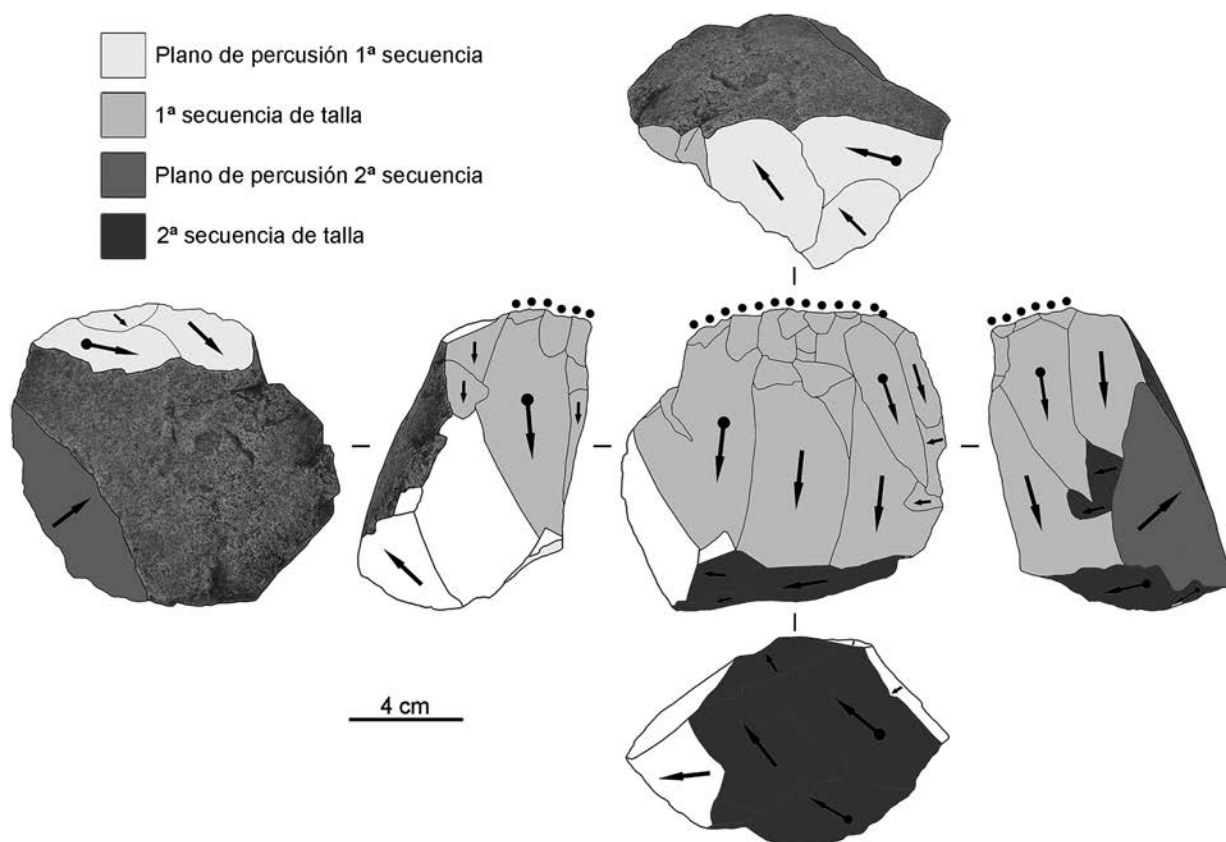 Plano de percusión 1ª secuencia
1ª secuencia de talla
Plano de percusión 2ª secuencia
2ª secuencia de talla
4 cm